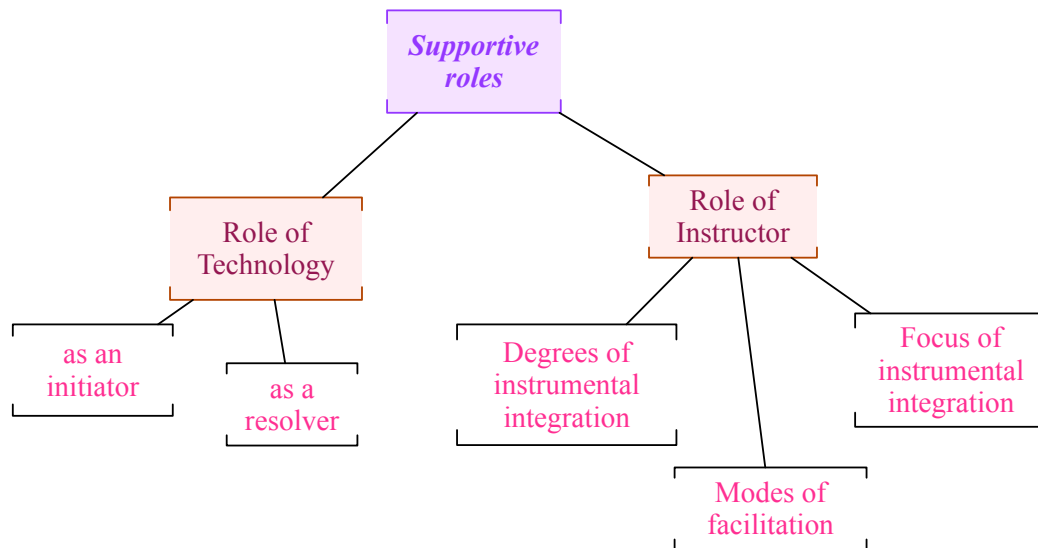 Supportive
roles
Role of
Technology
Role of
Instructor
as an
initiator
as a
resolver
Degrees of
instrumental
integration
Modes of
facilitation
Focus of
instrumental
integration